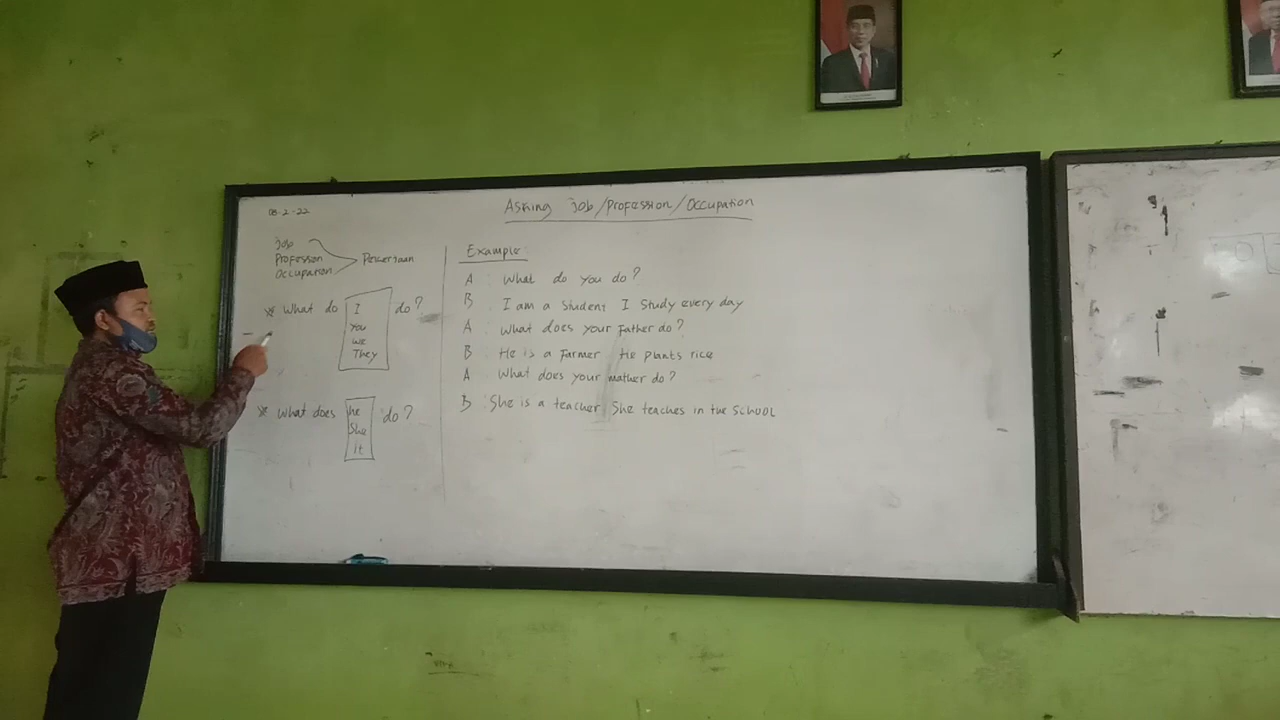 08-2-22
Asking Job/Profession/Occupation
Job
Profession
Occupation
Pekerjaan
What do
I
You
We
They
do?
What does
he
She
it
do?
Example:
A : What do you do?
B : I am a student I study every day
A : What does your father do?
B : He is a farmer He plants rice
A : What does your mather do?
B : She is a teacher She teaches in the School